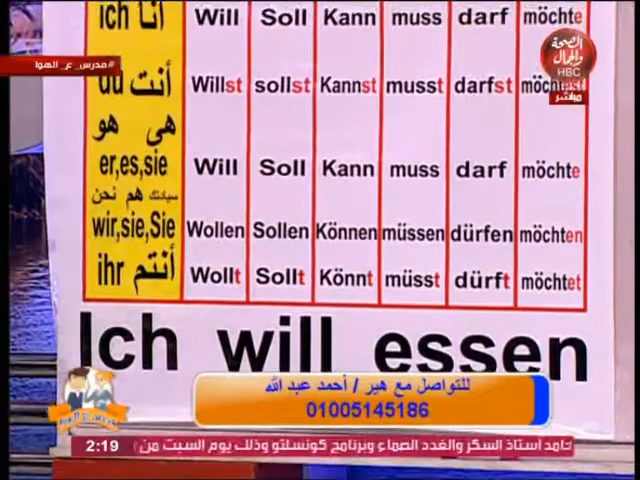 ich أنا Will Soll Kann muss darf möchte
الصحة والجمال
HBC
مباشر
#مدرس_ع_الهوا
du أنت Willst sollst Kannst musst darfst
هي هو
er,es,sie Will Soll Kann muss darf möchte
سيادتك هم نحن
wir,sie,Sie Wollen Sollen Können müssen dürfen möchten
ihr أنتم Wollt Sollt Könnt müsst dürft möchtet
Ich will essen
للتواصل مع هير / أحمد عبد الله
01005145186
مدرس ع الهوا
2:19 حامد أستاذ السكر والغدد الصماء وبرنامج كونسلتو وذلك يوم السبت من